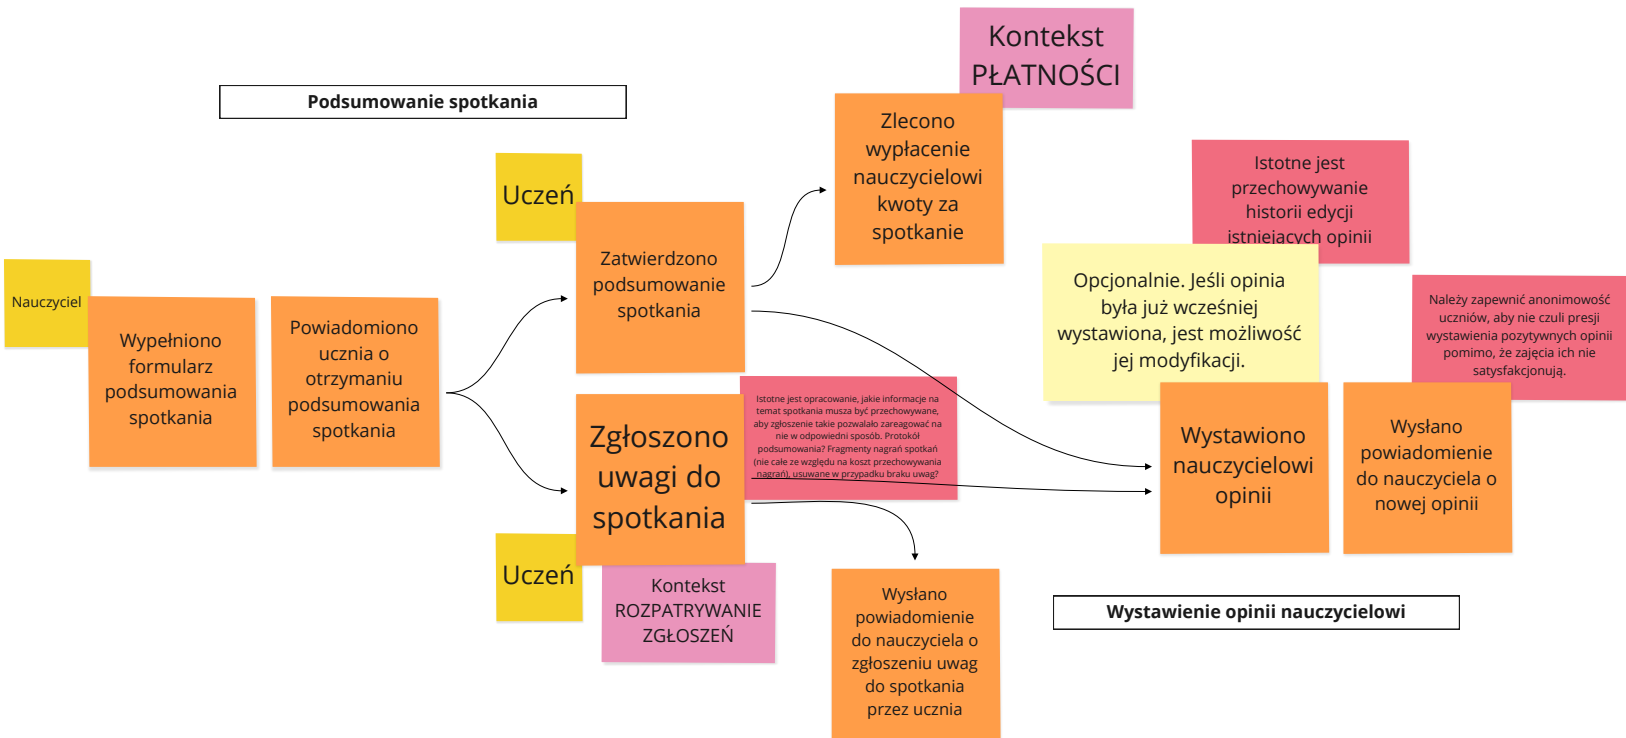 Kontekst
PŁATNOŚCI
Podsumowanie spotkania
Zlecono
wypłacenie
nauczycielowi
kwoty za
spotkanie
Uczeń
Zatwierdzono
podsumowanie
spotkania
Istotne jest
przechowywanie
historii edycji
istniejących opinii
Nauczyciel
Wypełniono
formularz
podsumowania
spotkania
Powiadomiono
ucznia o
otrzymaniu
podsumowania
spotkania
Opcjonalnie. Jeśli opinia
była już wcześniej
wystawiona, jest możliwość
jej modyfikacji.
Należy zapewnić anonimowość
uczniów, aby nie czuli presji
wystawienia pozytywnych opinii
pomimo, że zajęcia ich nie
satysfakcjonują.
Zgłoszono
uwagi do
spotkania
Istotne jest opracowanie, jakie informacje na
temat spotkania musza być przechowywane,
aby zgłoszenie takie pozwalało zareagować na
nie w odpowiedni sposób. Protokół
podsumowania? Fragmenty nagrań spotkań
(nie całe ze względu na koszt przechowywania
nagrań), usuwane w przypadku braku uwag?
Wystawiono
nauczycielowi
opinii
Wysłano
powiadomienie
do nauczyciela o
nowej opinii
Uczeń
Kontekst
ROZPATRYWANIE
ZGŁOSZEŃ
Wysłano
powiadomienie
do nauczyciela o
zgłoszeniu uwag
do spotkania
przez ucznia
Wystawienie opinii nauczycielowi